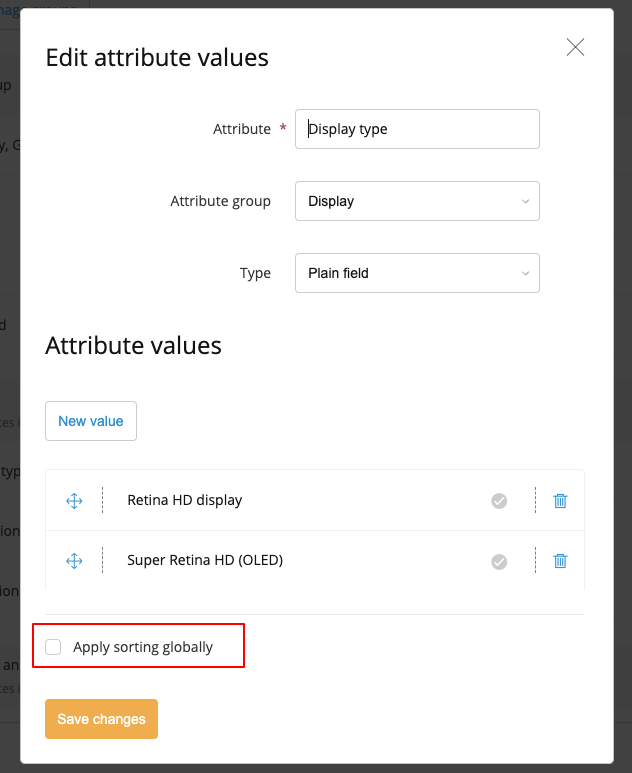 Edit attribute values
Attribute *
Display type
Attribute group
Display
Type
Plain field
Attribute values
New value
Retina HD display
Super Retina HD (OLED)
Apply sorting globally
Save changes